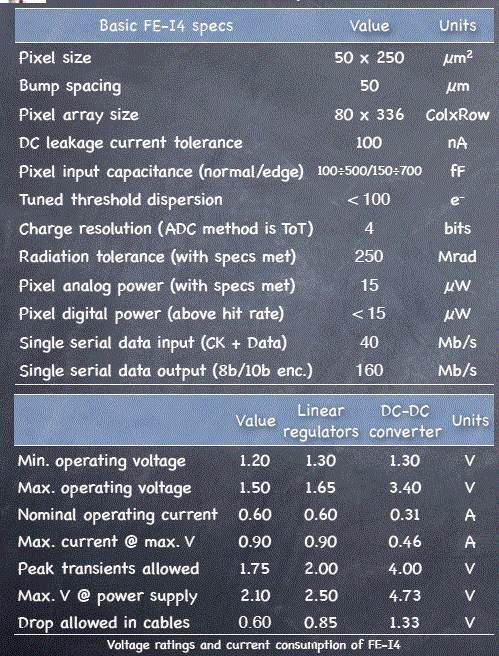 Basic FE-I4 specs Value Units
Pixel size 50 x 250 μm²
Bump spacing 50 μm
Pixel array size 80 x 336 ColxRow
DC leakage current tolerance 100 nA
Pixel input capacitance (normal/edge) 100÷500/150÷700 fF
Tuned threshold dispersion <100 e⁻
Charge resolution (ADC method is ToT) 4 bits
Radiation tolerance (with specs met) 250 Mrad
Pixel analog power (with specs met) 15 μW
Pixel digital power (above hit rate) <15 μW
Single serial data input (CK + Data) 40 Mb/s
Single serial data output (8b/10b enc.) 160 Mb/s
Value Linear regulators DC-DC converter Units
Min. operating voltage 1.20 1.30 1.30 V
Max. operating voltage 1.50 1.65 3.40 V
Nominal operating current 0.60 0.60 0.31 A
Max. current @ max. V 0.90 0.90 0.46 A
Peak transients allowed 1.75 2.00 4.00 V
Max. V @ power supply 2.10 2.50 4.73 V
Drop allowed in cables 0.60 0.85 1.33 V
Voltage ratings and current consumption of FE-I4